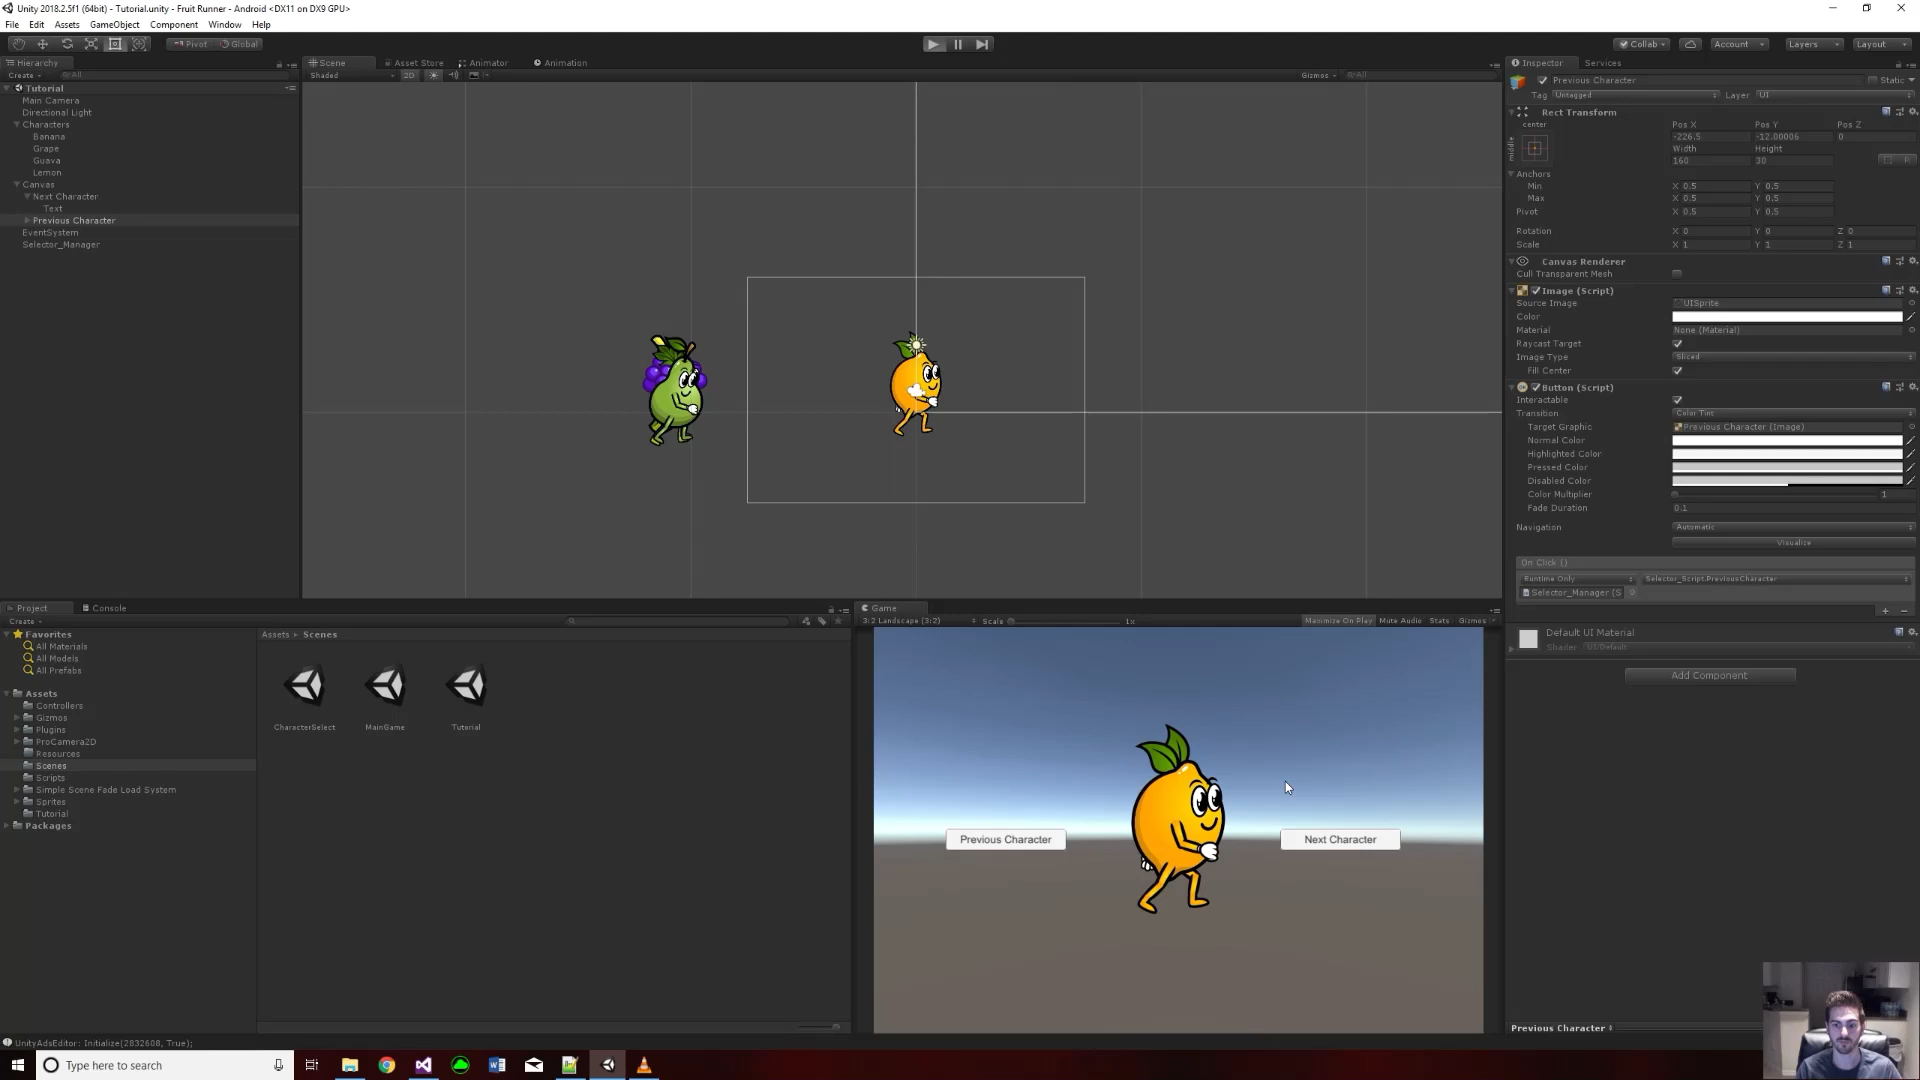 Unity 2018.2.5f1 (64bit) - Tutorial.unity - Fruit Runner - Android <DX11 on DX9 GPU>
File Edit Assets GameObject Component Window Help
Pivot Global Collab Account Layers Layout
Hierarchy
Create All
Tutorial
Main Camera
Directional Light
Characters
Banana
Grape
Guava
Lemon
Canvas
Next Character
Text
Previous Character
EventSystem
Selector_Manager
Scene Asset Store Animator Animation
Shaded 2D Gizmos All
Inspector Services
Previous Character Static
Tag Untagged Layer UI
Rect Transform
center
middle
Pos X Pos Y Pos Z
-226.5 -12.00006 0
Width Height
160 30
R
Anchors
Min X 0.5 Y 0.5
Max X 0.5 Y 0.5
Pivot X 0.5 Y 0.5
Rotation X 0 Y 0 Z 0
Scale X 1 Y 1 Z 1
Canvas Renderer
Cull Transparent Mesh
Image (Script)
Source Image UISprite
Color
Material None (Material)
Raycast Target
Image Type Sliced
Fill Center
Button (Script)
Interactable
Transition Color Tint
Target Graphic Previous Character (Image)
Normal Color
Highlighted Color
Pressed Color
Disabled Color
Color Multiplier 1
Fade Duration 0.1
Navigation Automatic
Visualize
On Click ()
Runtime Only Selector_Script.PreviousCharacter
Selector_Manager (S
Default UI Material
Shader UI/Default
Add Component
Previous Character
Project Console
Create
Favorites
All Materials
All Models
All Prefabs
Assets
Controllers
Gizmos
Plugins
ProCamera2D
Resources
Scenes
Scripts
Simple Scene Fade Load System
Sprites
Tutorial
Packages
Assets Scenes
CharacterSelect MainGame Tutorial
Game
3:2 Landscape (3:2) Scale 1x Maximize On Play Mute Audio Stats Gizmos
Previous Character
Next Character
UnityAdsEditor: Initialize(2832608, True);
Type here to search